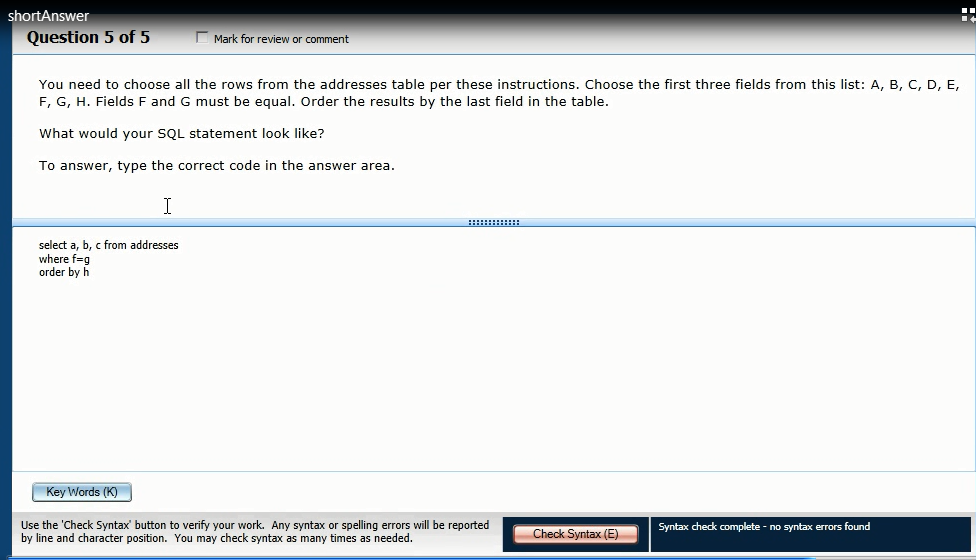 shortAnswer
Question 5 of 5
Mark for review or comment
You need to choose all the rows from the addresses table per these instructions. Choose the first three fields from this list: A, B, C, D, E,
F, G, H. Fields F and G must be equal. Order the results by the last field in the table.
What would your SQL statement look like?
To answer, type the correct code in the answer area.
select a, b, c from addresses
where f=g
order by h
Key Words (K)
Use the 'Check Syntax' button to verify your work. Any syntax or spelling errors will be reported
by line and character position. You may check syntax as many times as needed.
Check Syntax (E)
Syntax check complete - no syntax errors found